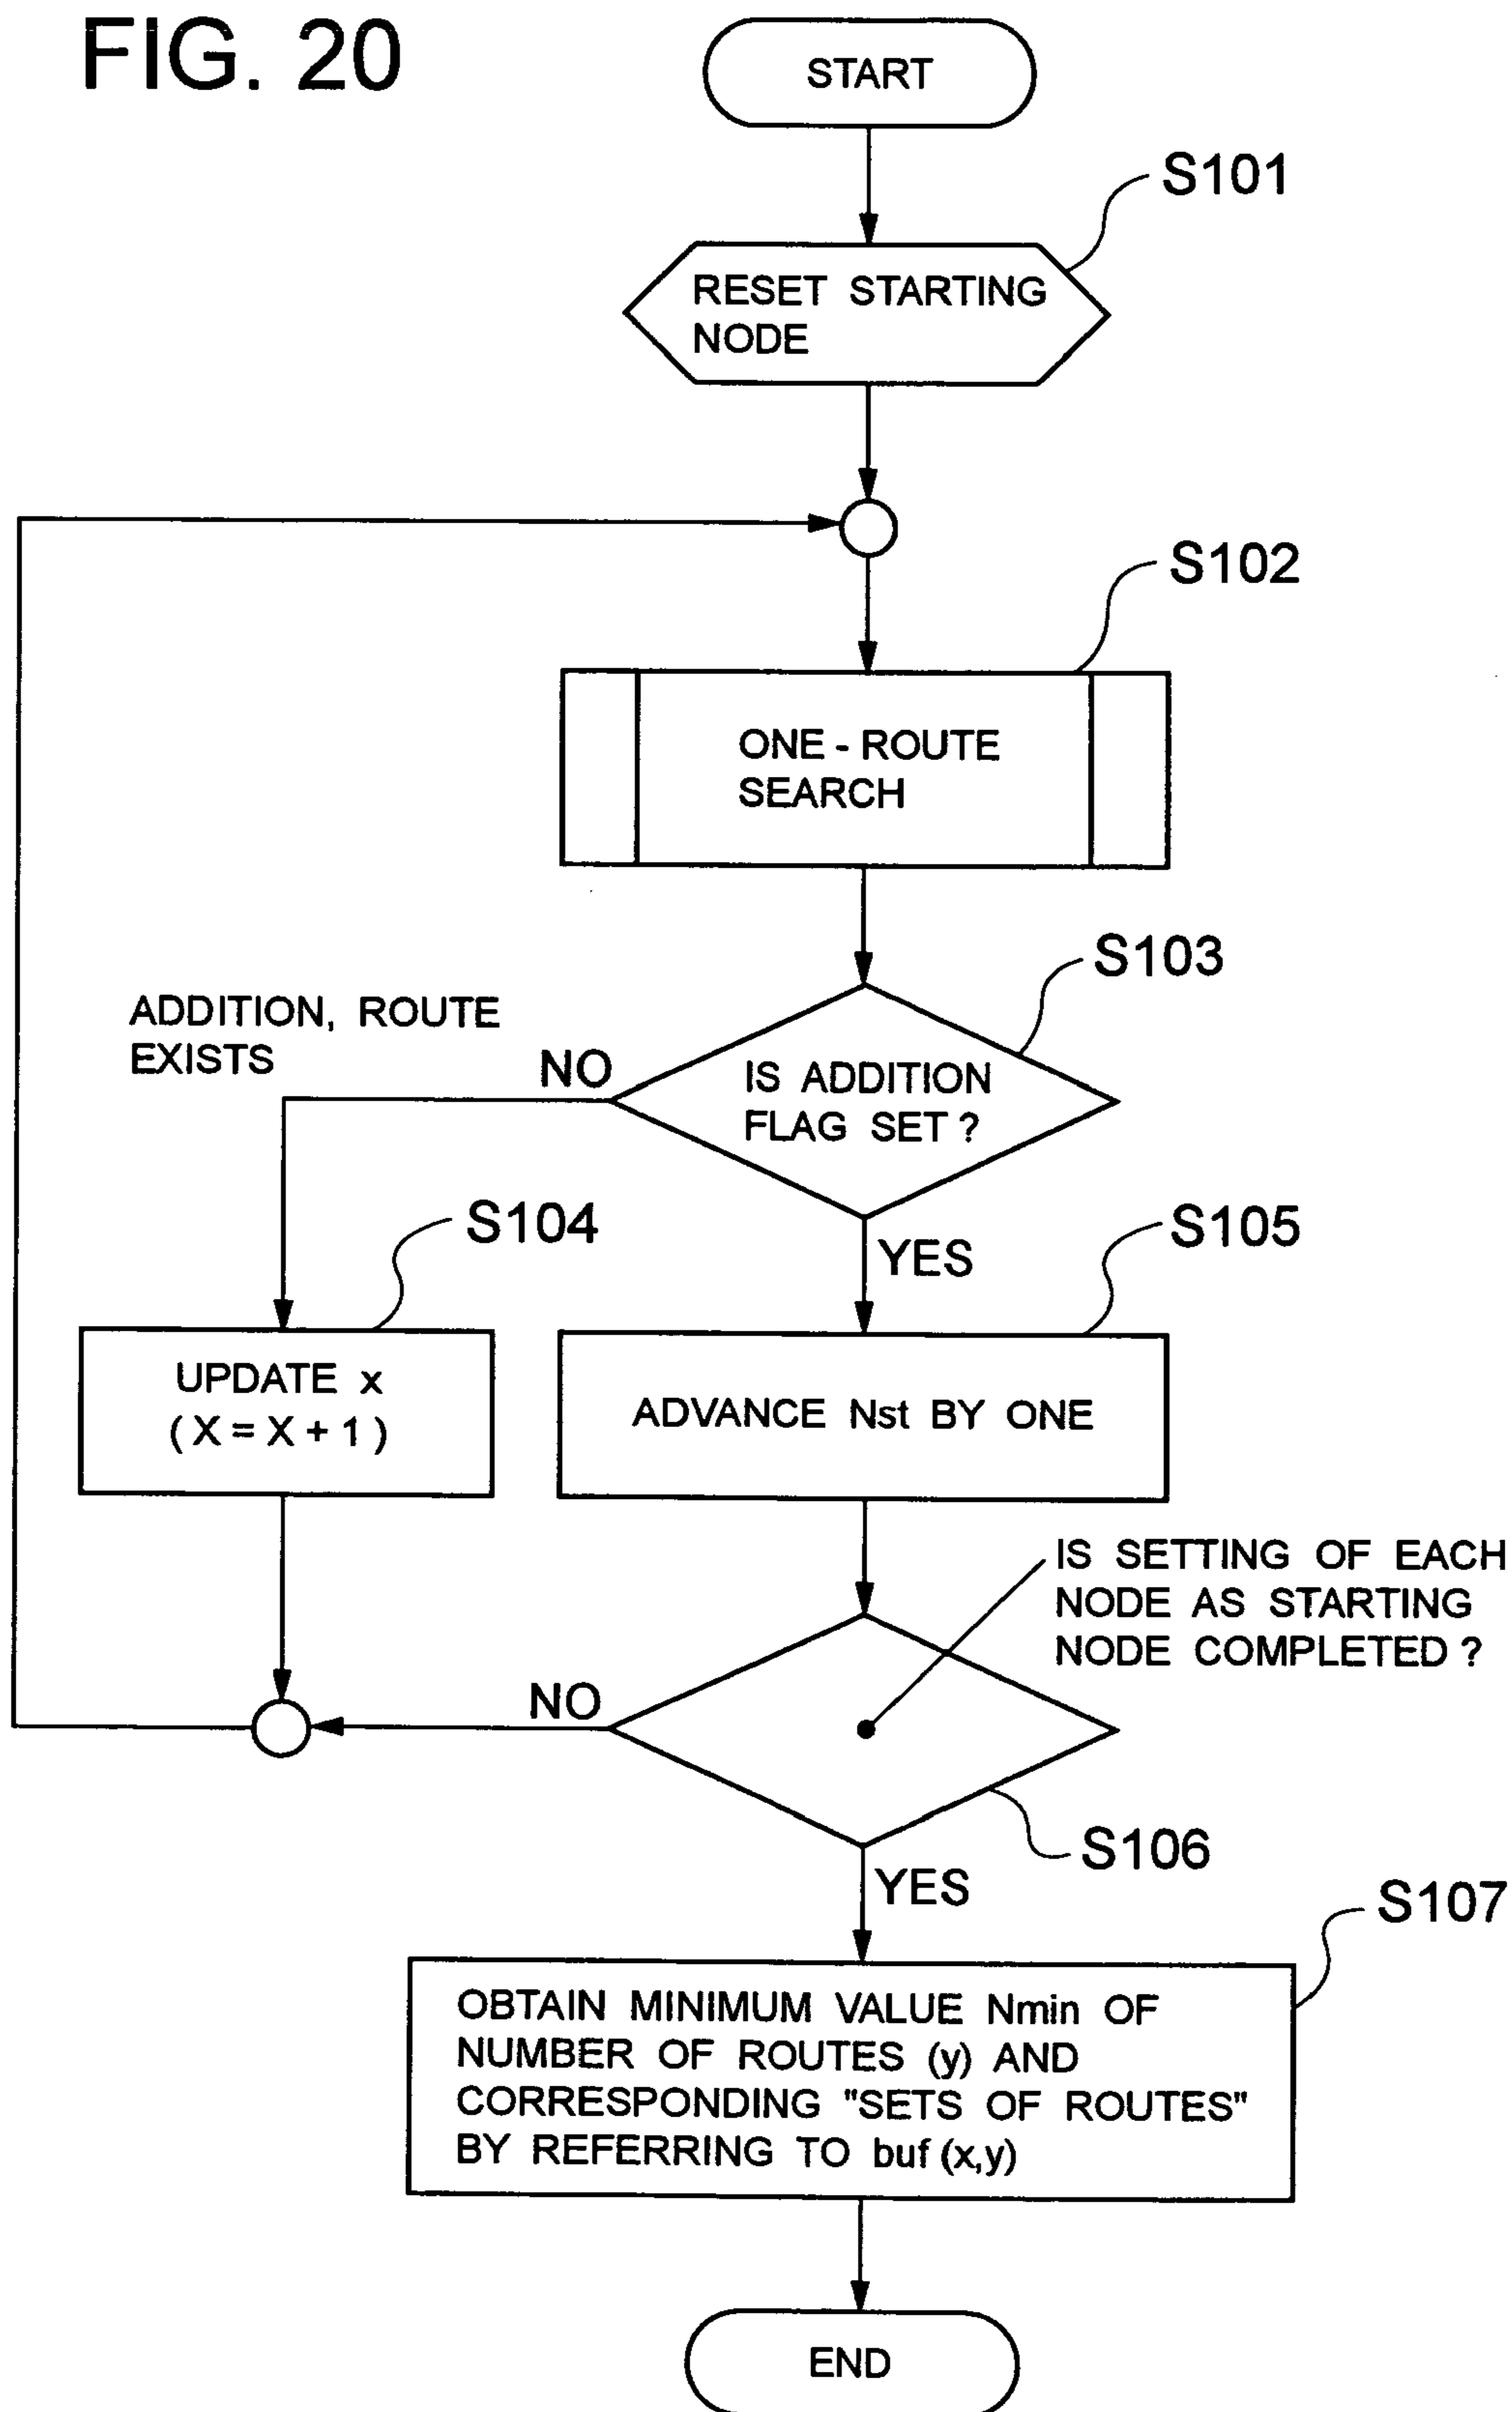 FIG. 20
START
S101
RESET STARTING
NODE
S102
ONE - ROUTE
SEARCH
S103
ADDITION, ROUTE
EXISTS
NO
IS ADDITION
FLAG SET ?
S104
YES
S105
UPDATE x
( X = X + 1 )
ADVANCE Nst BY ONE
IS SETTING OF EACH
NODE AS STARTING
NODE COMPLETED ?
NO
S106
YES
S107
OBTAIN MINIMUM VALUE Nmin OF
NUMBER OF ROUTES (y) AND
CORRESPONDING "SETS OF ROUTES"
BY REFERRING TO buf (x,y)
END